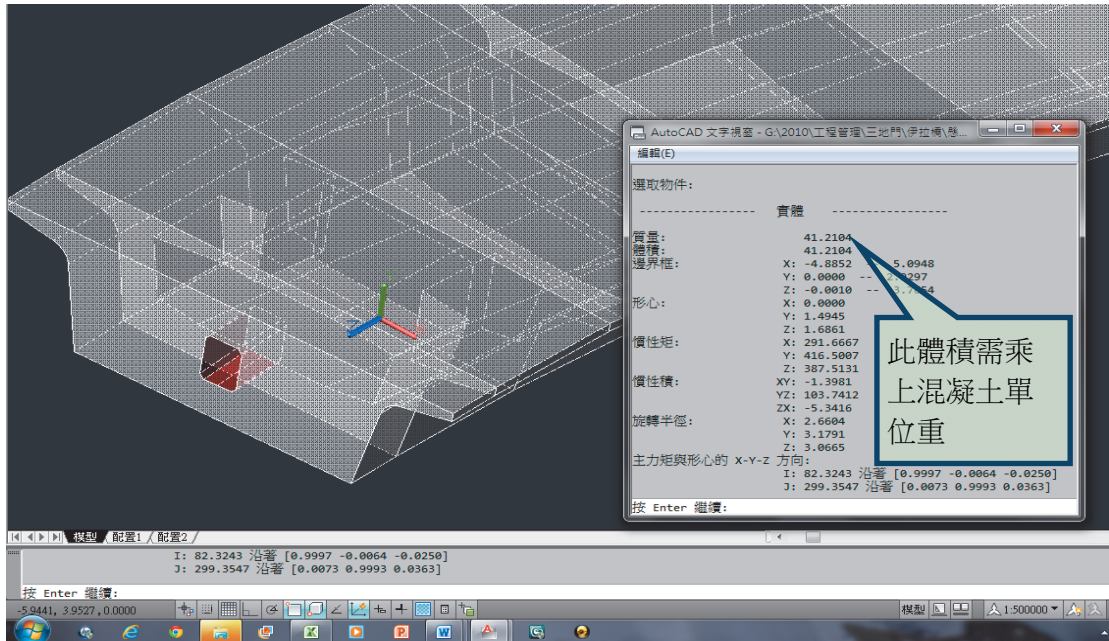 AutoCAD 文字視窗 - G:\2010\工程管理\三地門\伊拉橋\懸...
編輯(E)
選取物件:
---------------- 實體 ----------------
質量: 41.2104
體積: 41.2104
邊界框: X: -4.8852 5.0948
Y: 0.0000 --
Z: -0.0010 --
形心: X: 0.0000
Y: 1.4945
Z: 1.6861
慣性矩: X: 291.6667
Y: 416.5007
Z: 387.5131
慣性積: XY: -1.3981
YZ: 103.7412
ZX: -5.3416
旋轉半徑: X: 2.6604
Y: 3.1791
Z: 3.0665
主力矩與形心的 X-Y-Z 方向:
I: 82.3243 沿著 [0.9997 -0.0064 -0.0250]
J: 299.3547 沿著 [0.0073 0.9993 0.0363]
按 Enter 繼續:
此體積需乘
上混凝土單
位重
模型 配置1 配置2
I: 82.3243 沿著 [0.9997 -0.0064 -0.0250]
J: 299.3547 沿著 [0.0073 0.9993 0.0363]
按 Enter 繼續:
-5.9441, 3.9527, 0.0000 模型 1:500000